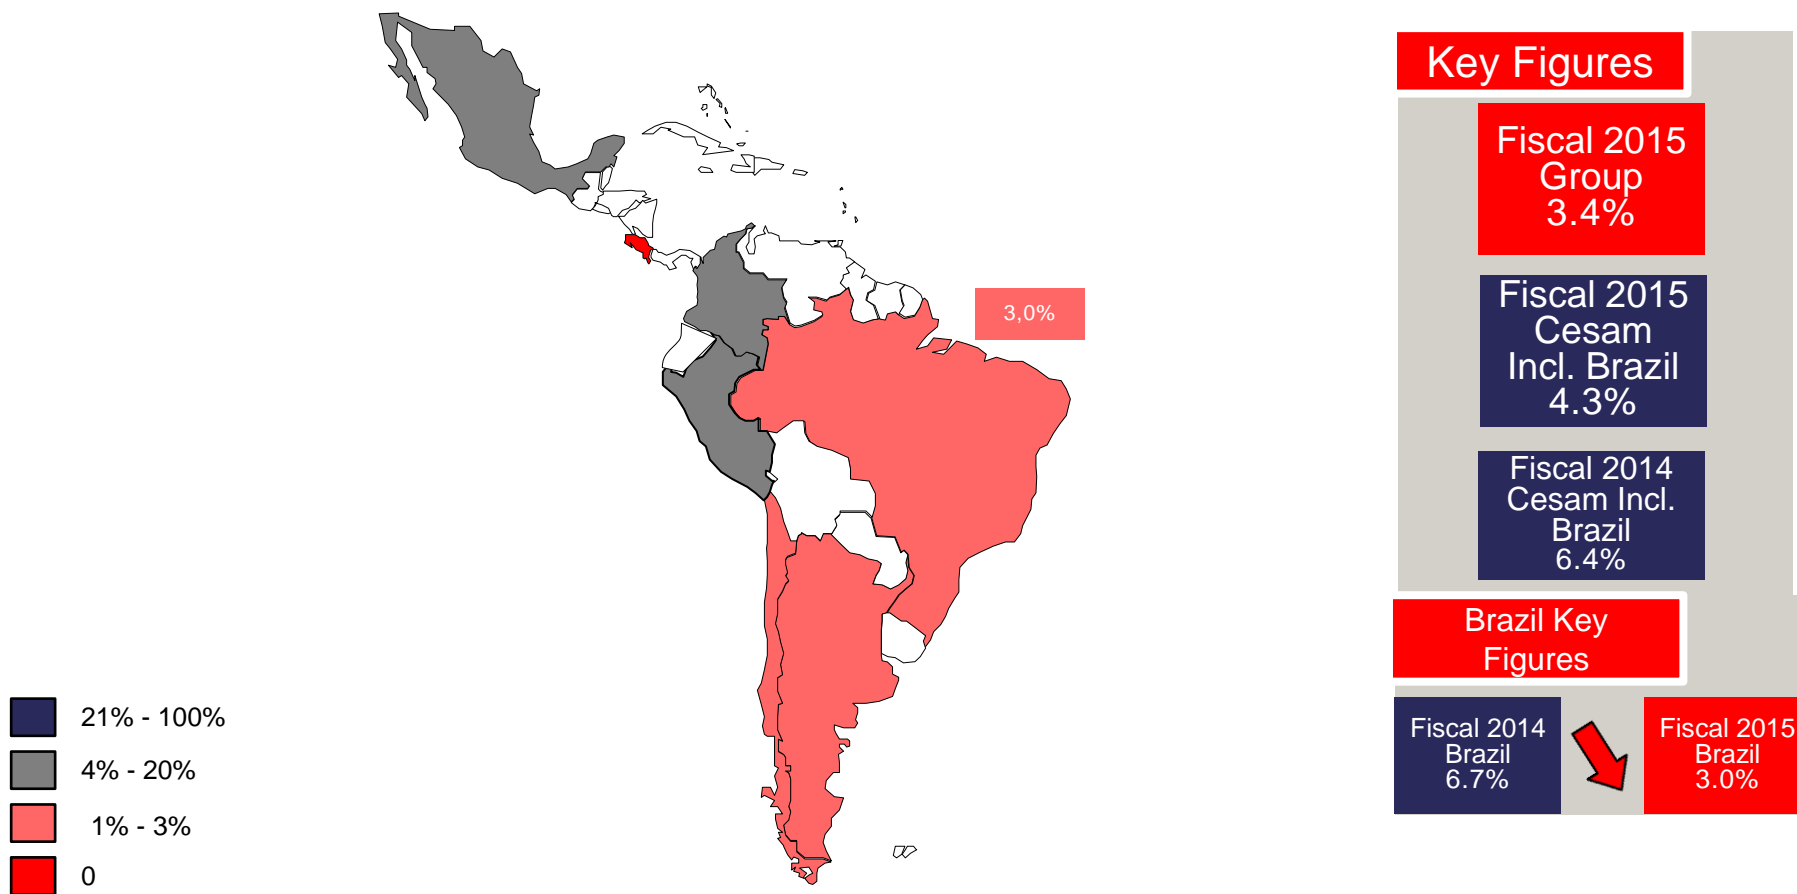 Key Figures
Fiscal 2015
Group
3.4%
Fiscal 2015
Cesam
Incl. Brazil
4.3%
3,0%
Fiscal 2014
Cesam Incl.
Brazil
6.4%
Brazil Key
Figures
Fiscal 2014
Brazil
6.7%
Fiscal 2015
Brazil
3.0%
21% - 100%
4% - 20%
1% - 3%
0